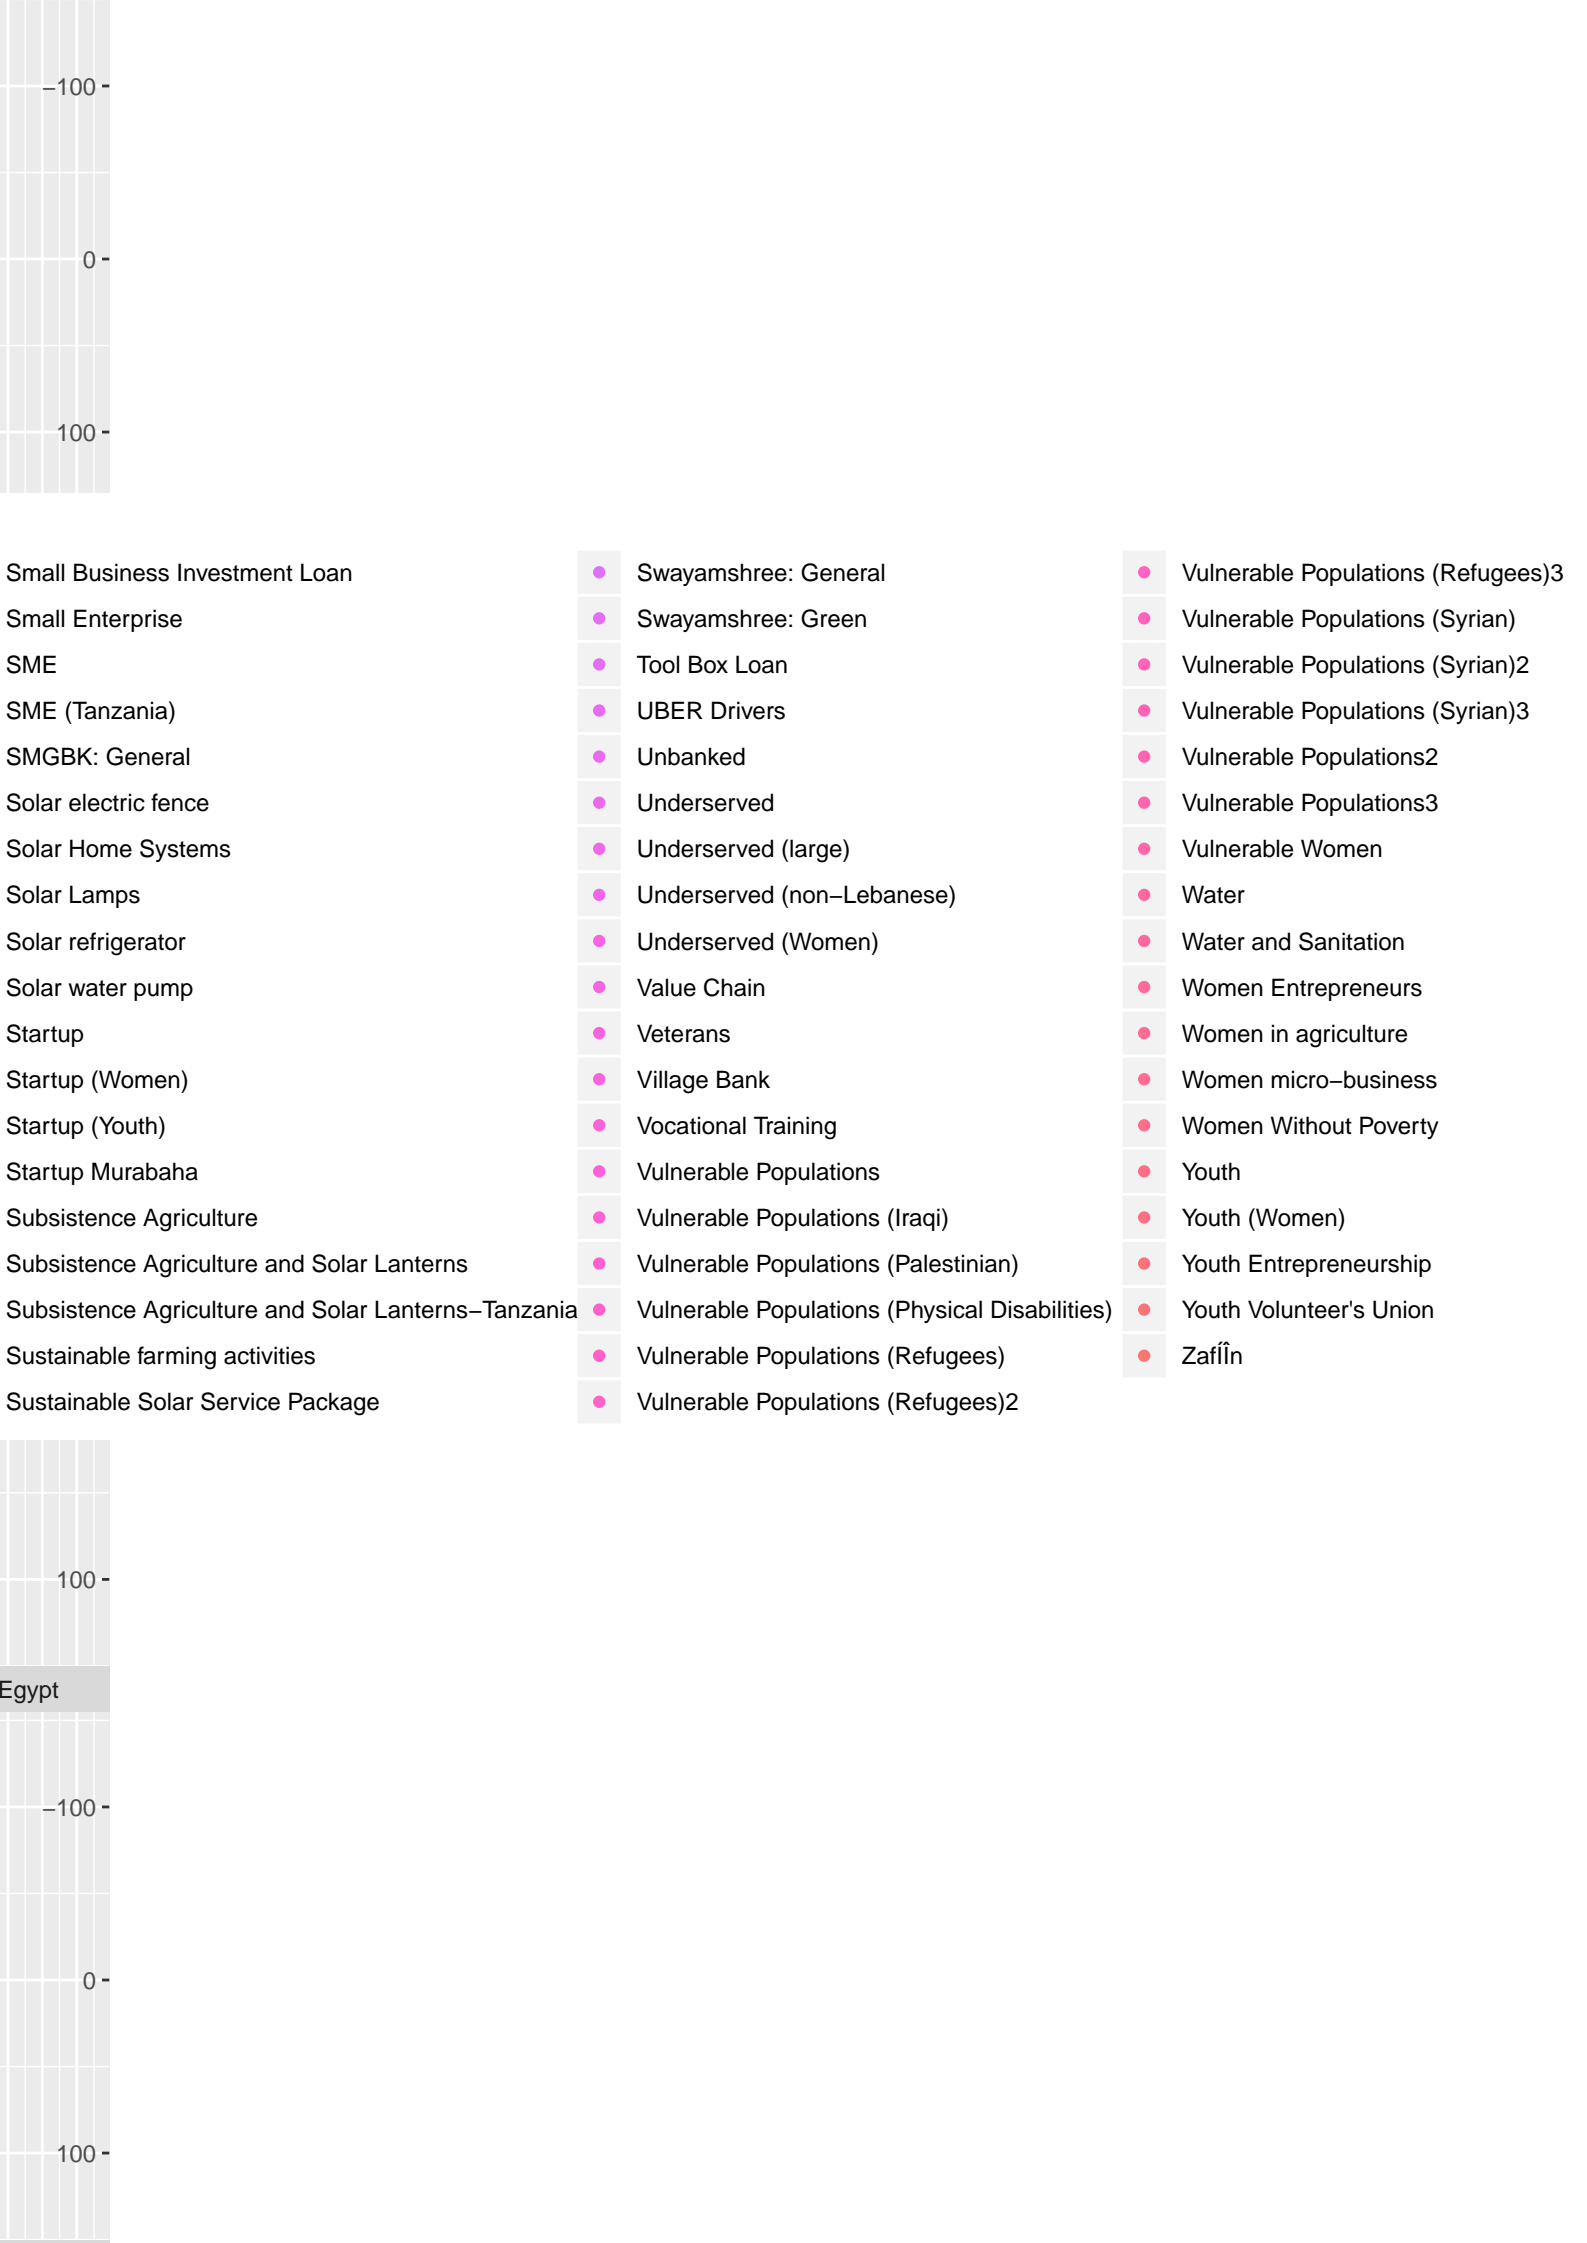 −100
0
100
Small Business Investment Loan
Small Enterprise
SME
SME (Tanzania)
SMGBK: General
Solar electric fence
Solar Home Systems
Solar Lamps
Solar refrigerator
Solar water pump
Startup
Startup (Women)
Startup (Youth)
Startup Murabaha
Subsistence Agriculture
Subsistence Agriculture and Solar Lanterns
Subsistence Agriculture and Solar Lanterns−Tanzania
Sustainable farming activities
Sustainable Solar Service Package
Swayamshree: General
Swayamshree: Green
Tool Box Loan
UBER Drivers
Unbanked
Underserved
Underserved (large)
Underserved (non−Lebanese)
Underserved (Women)
Value Chain
Veterans
Village Bank
Vocational Training
Vulnerable Populations
Vulnerable Populations (Iraqi)
Vulnerable Populations (Palestinian)
Vulnerable Populations (Physical Disabilities)
Vulnerable Populations (Refugees)
Vulnerable Populations (Refugees)2
Vulnerable Populations (Refugees)3
Vulnerable Populations (Syrian)
Vulnerable Populations (Syrian)2
Vulnerable Populations (Syrian)3
Vulnerable Populations2
Vulnerable Populations3
Vulnerable Women
Water
Water and Sanitation
Women Entrepreneurs
Women in agriculture
Women micro−business
Women Without Poverty
Youth
Youth (Women)
Youth Entrepreneurship
Youth Volunteer's Union
ZafÍÎn
100
Egypt
−100
0
100